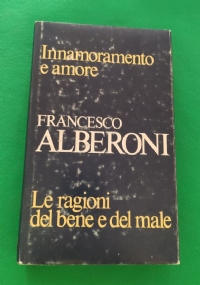 Innamoramento
e amore
FRANCESCO
ALBERONI
Le ragioni
del bene e del male